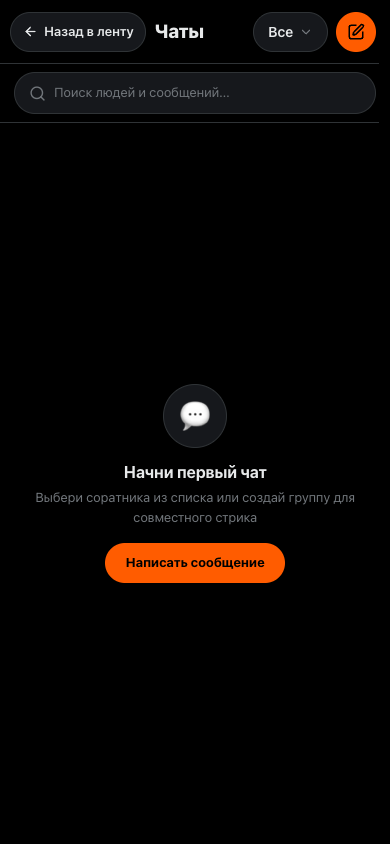 Назад в ленту
Чаты
Все
Поиск людей и сообщений...
Начни первый чат
Выбери соратника из списка или создай группу для
совместного стрика
Написать сообщение